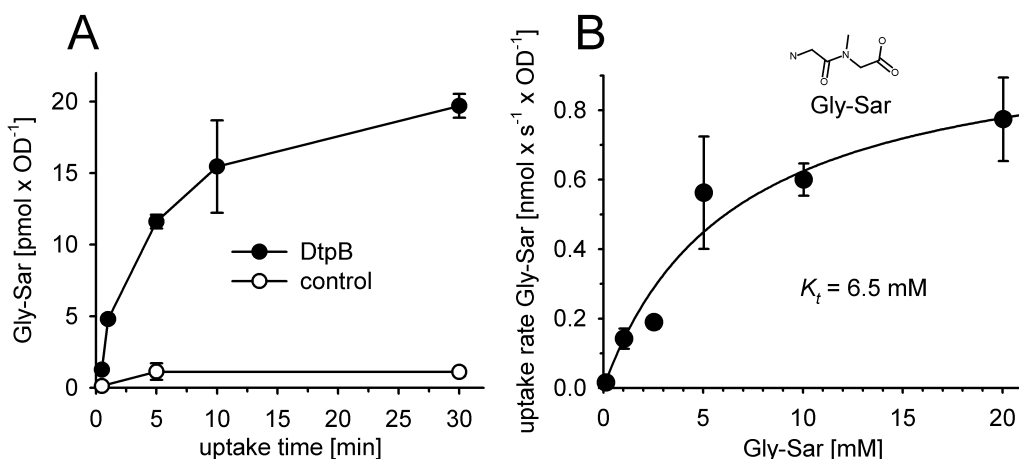 A
Gly-Sar [pmol x OD⁻¹]
20
15
10
5
0
DtpB
control
0 5 10 15 20 25 30
uptake time [min]
B
uptake rate Gly-Sar [nmol x s⁻¹ x OD⁻¹]
0.8
0.6
0.4
0.2
0.0
N
O
N
O
O
Gly-Sar
Kₜ = 6.5 mM
0 5 10 15 20
Gly-Sar [mM]